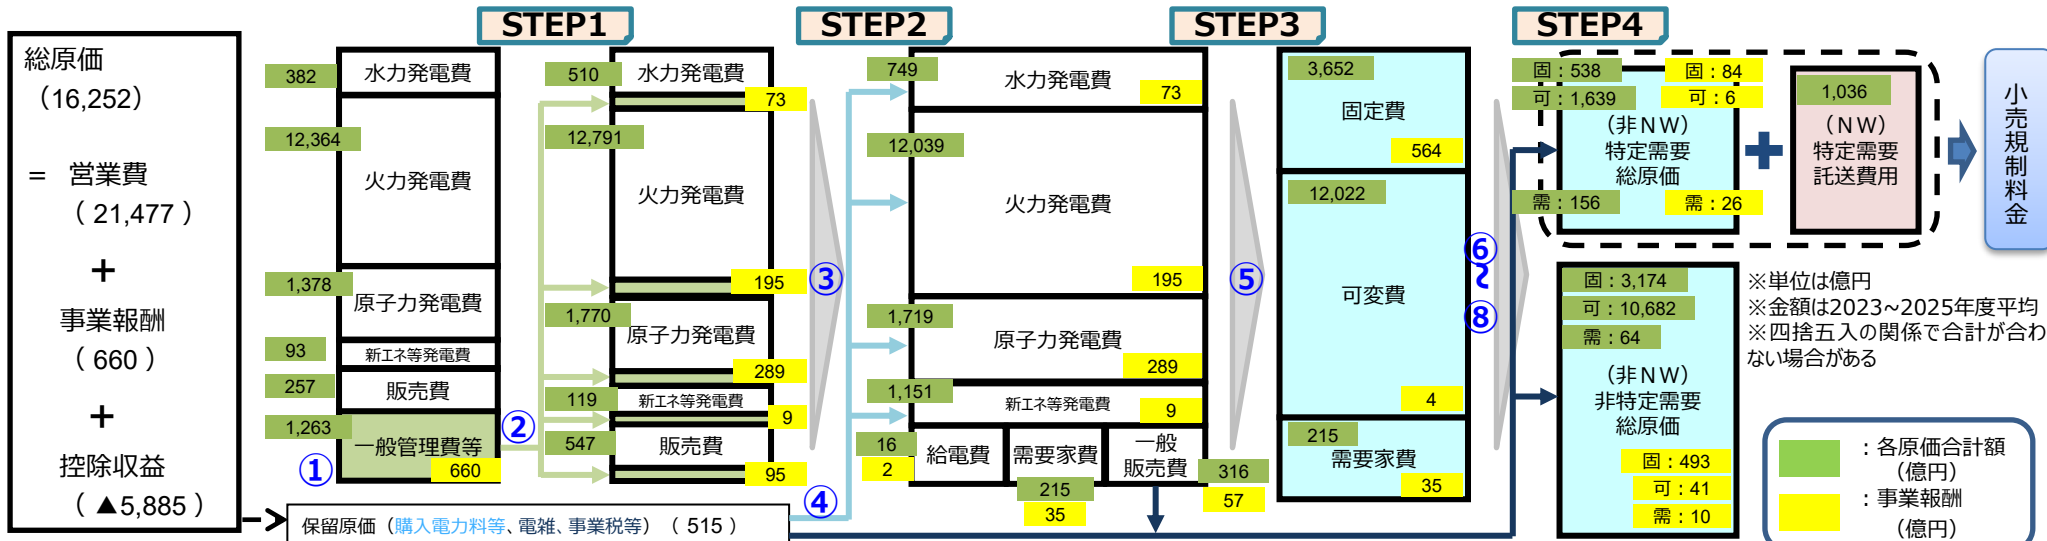 STEP1
STEP2
STEP3
STEP4
総原価
（16,252）
= 営業費
（ 21,477 ）
＋
事業報酬
（ 660 ）
＋
控除収益
（ ▲5,885 ）
382
水力発電費
12,364
火力発電費
1,378
原子力発電費
93
新エネ等発電費
257
販売費
1,263
一般管理費等
660
①
②
510
水力発電費
73
12,791
火力発電費
195
1,770
原子力発電費
289
119
新エネ等発電費
9
547
販売費
95
③
④
保留原価（購入電力料等、電雑、事業税等）（ 515 ）
749
水力発電費
73
12,039
火力発電費
195
1,719
原子力発電費
289
1,151
新エネ等発電費
9
16
2
給電費
需要家費
215
35
一般
販売費
316
57
⑤
3,652
固定費
564
12,022
可変費
4
215
需要家費
35
⑥
～
⑧
固：538
固：84
可：1,639
可：6
（非ＮＷ）
特定需要
総原価
需：156
需：26
＋
1,036
（ＮＷ）
特定需要
託送費用
小売規制料金
固：3,174
可：10,682
需：64
（非ＮＷ）
非特定需要
総原価
固：493
可：41
需：10
※単位は億円
※金額は2023~2025年度平均
※四捨五入の関係で合計が合わ
ない場合がある
：各原価合計額
（億円）
：事業報酬
（億円）